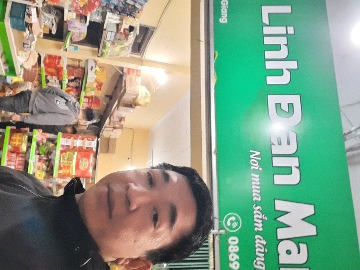 Giang
Linh Đan Ma
Nơi mua sắm đáng
0869